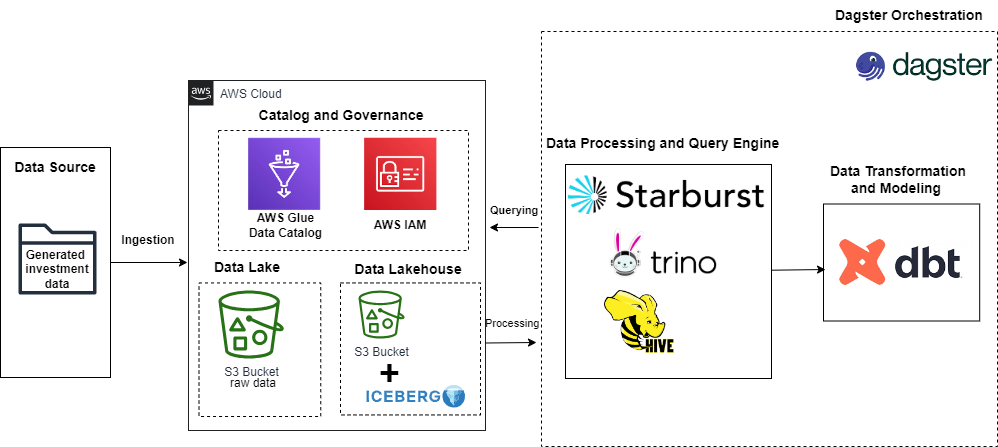 Dagster Orchestration
dagster
aws
AWS Cloud
Catalog and Governance
AWS Glue
Data Catalog
AWS IAM
Data Source
Generated
investment
data
Ingestion
Data Lake
S3 Bucket
raw data
Data Lakehouse
S3 Bucket
+
ICEBERG
Querying
Processing
Data Processing and Query Engine
Starburst
trino
HIVE
Data Transformation
and Modeling
dbt